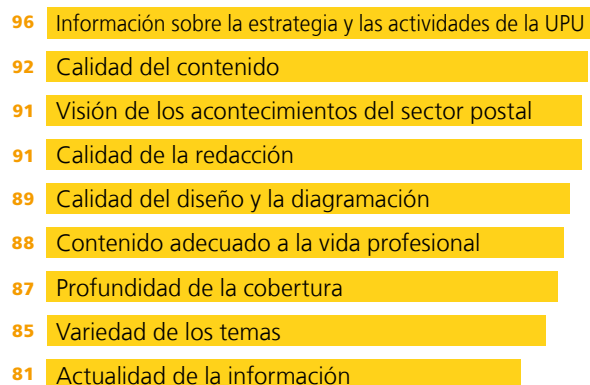 96 Información sobre la estrategia y las actividades de la UPU
92 Calidad del contenido
91 Visión de los acontecimientos del sector postal
91 Calidad de la redacción
89 Calidad del diseño y la diagramación
88 Contenido adecuado a la vida profesional
87 Profundidad de la cobertura
85 Variedad de los temas
81 Actualidad de la información